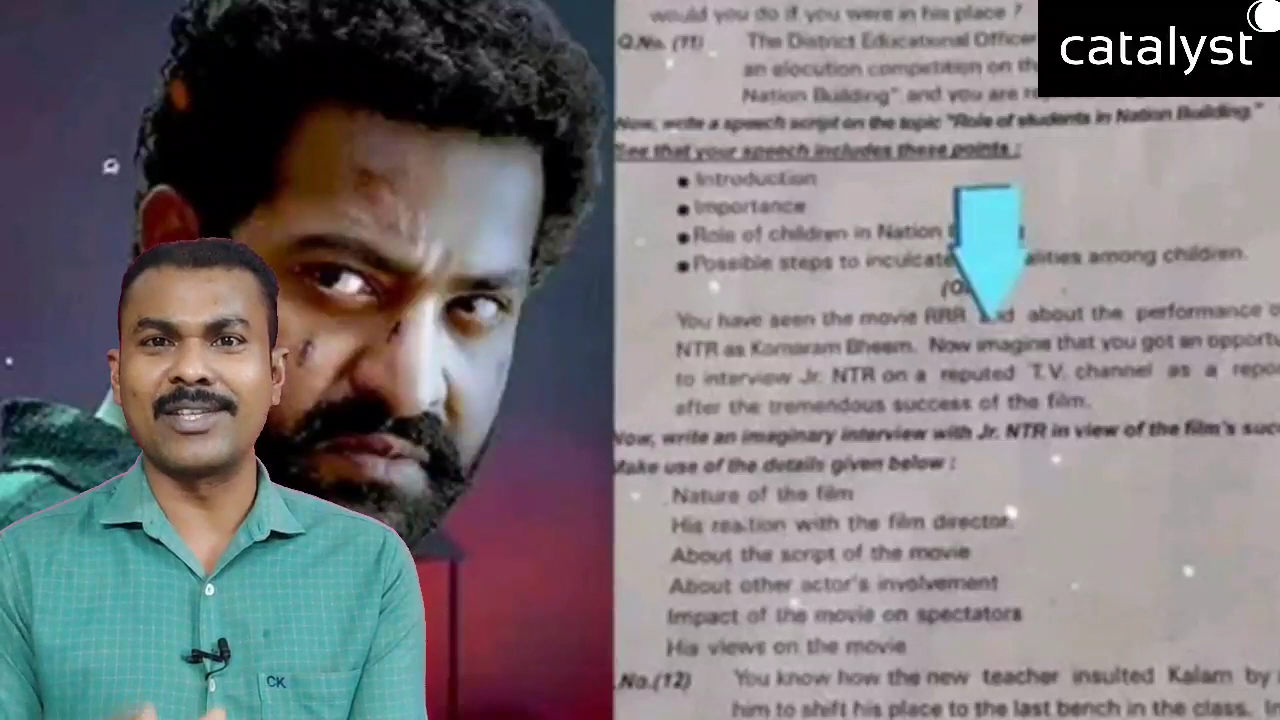 catalyst
would you do if you were in his place ?
Q.No. (11) The District Educational Officer
an elocution competition on
Nation Building" and you are
Now, write a speech script on the topic "Role of students in Nation Building."
See that your speech includes these points :
Introduction
Importance
Role of children in Nation
Possible steps to inculcate among children.
You have seen the movie RRR about the performance
NTR as Komaram Bheem. Now imagine that you got an
to interview Jr. NTR on a reputed T.V. channel as a
after the tremendous success of the film.
Now, write an imaginary interview with Jr. NTR in view of the film's
Make use of the details given below :
Nature of the film
His reaction with the film director.
About the script of the movie
About other actor's involvement
Impact of the movie on spectators
His views on the movie
No.(12) You know how the new teacher insulted Kalam by
him to shift his place to the last bench in the class.
CK